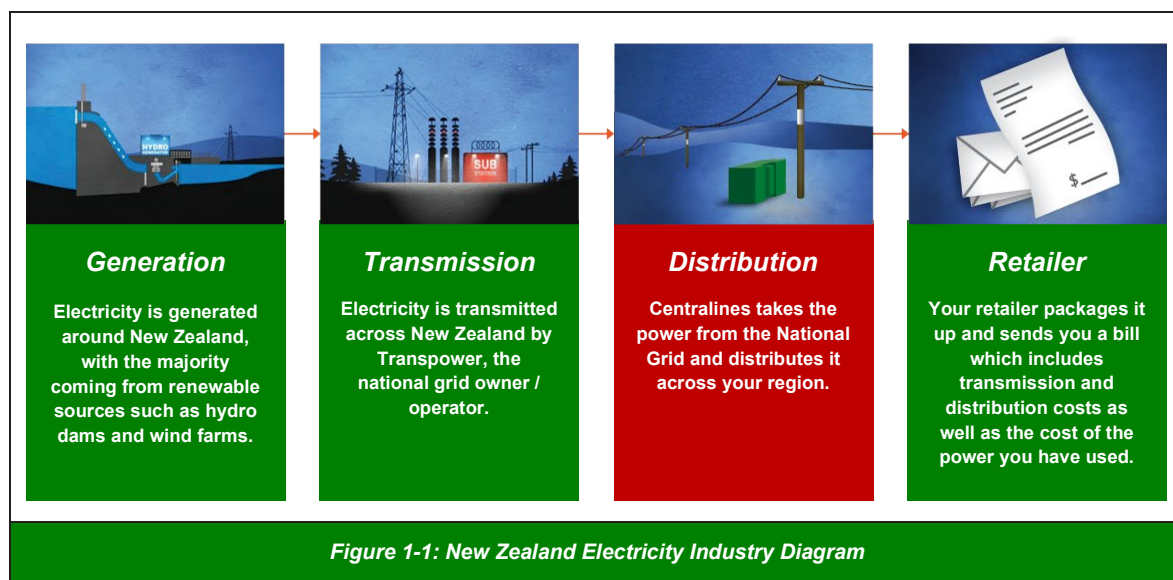 HYDRO
GENERATOR
SUB
STATION
$
Generation
Electricity is generated
around New Zealand,
with the majority
coming from renewable
sources such as hydro
dams and wind farms.
Transmission
Electricity is transmitted
across New Zealand by
Transpower, the
national grid owner /
operator.
Distribution
Centralines takes the
power from the National
Grid and distributes it
across your region.
Retailer
Your retailer packages it
up and sends you a bill
which includes
transmission and
distribution costs as
well as the cost of the
power you have used.
Figure 1-1: New Zealand Electricity Industry Diagram